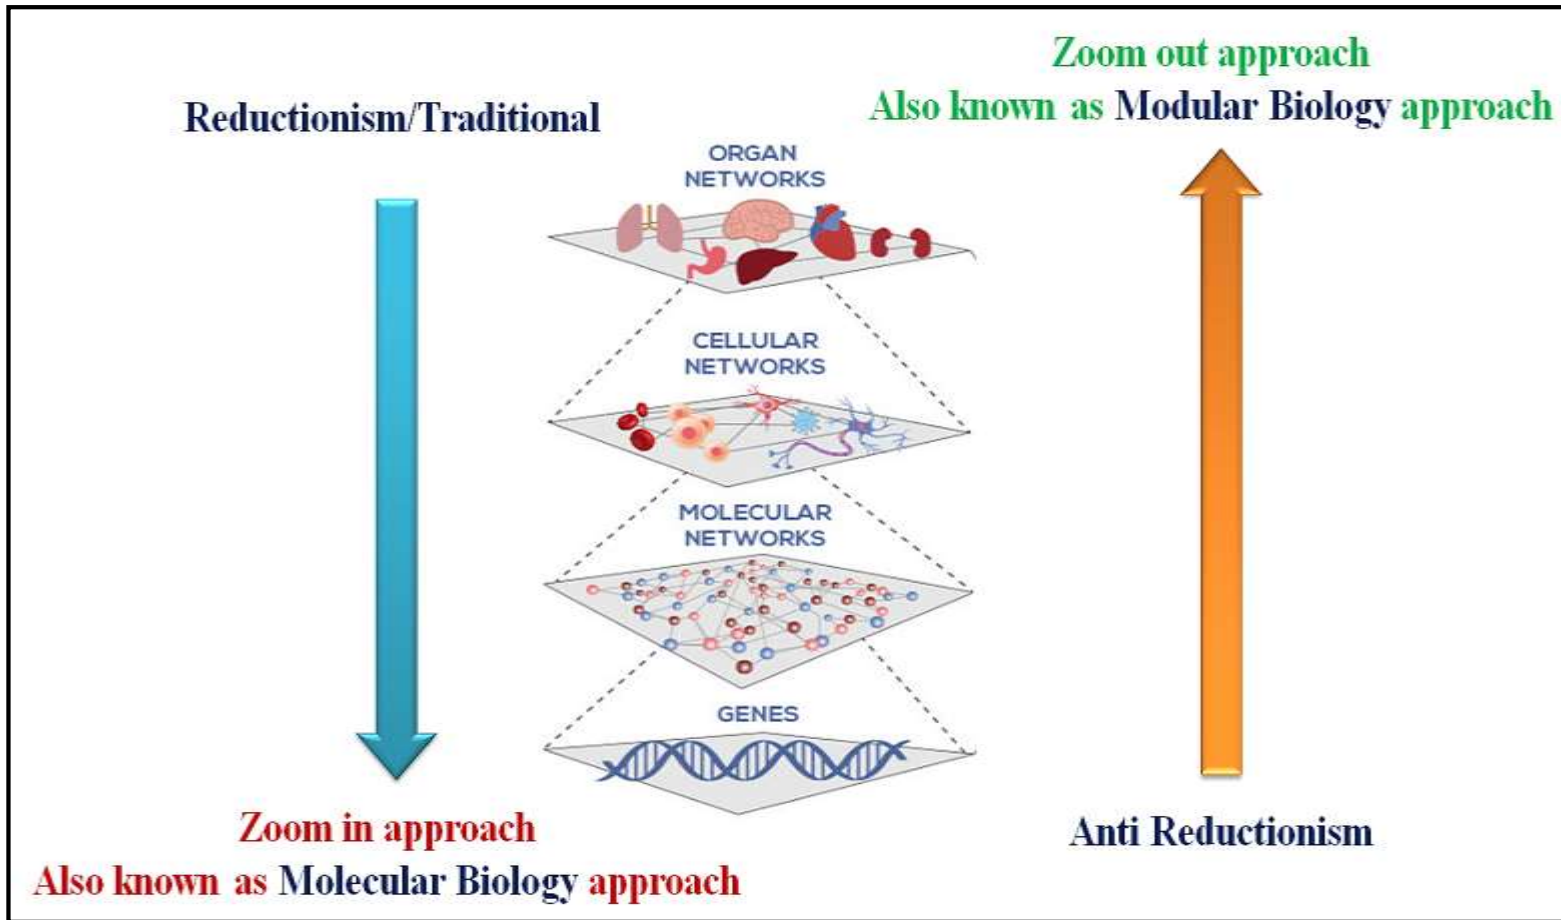 Zoom out approach
Also known as Modular Biology approach
Reductionism/Traditional
ORGAN
NETWORKS
CELLULAR
NETWORKS
MOLECULAR
NETWORKS
GENES
Zoom in approach
Also known as Molecular Biology approach
Anti Reductionism